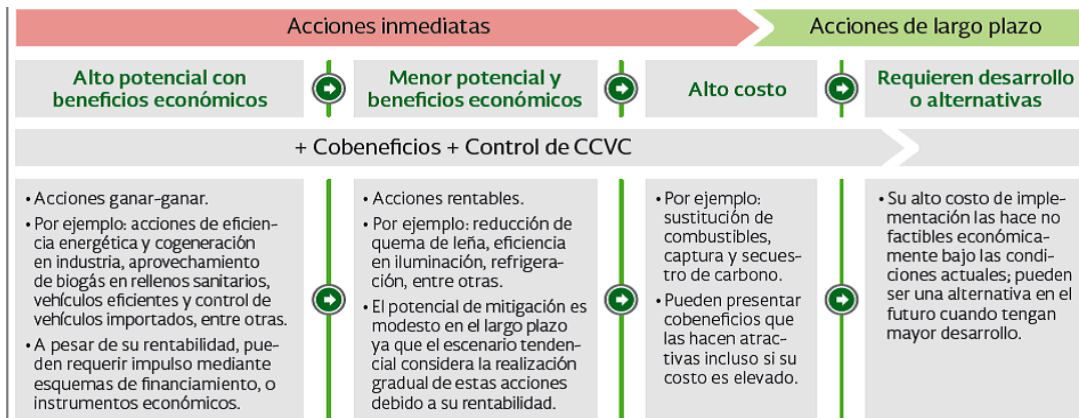 Acciones inmediatas
Acciones de largo plazo
Alto potencial con
beneficios económicos
Menor potencial y
beneficios económicos
Alto costo
Requieren desarrollo
o alternativas
+ Cobeneficios + Control de CCVC
• Acciones ganar-ganar.
• Por ejemplo: acciones de eficien-
cia energética y cogeneración
en industria, aprovechamiento
de biogás en rellenos sanitarios,
vehículos eficientes y control de
vehículos importados, entre otras.
• A pesar de su rentabilidad, pue-
den requerir impulso mediante
esquemas de financiamiento, o
instrumentos económicos.
• Acciones rentables.
• Por ejemplo: reducción de
quema de leña, eficiencia
en iluminación, refrigera-
ción, entre otras.
• El potencial de mitigación es
modesto en el largo plazo
ya que el escenario tenden-
cial considera la realización
gradual de estas acciones
debido a su rentabilidad.
• Por ejemplo:
sustitución de
combustibles,
captura y secues-
tro de carbono.
• Pueden presentar
cobeneficios que
las hacen atrac-
tivas incluso si su
costo es elevado.
• Su alto costo de imple-
mentación las hace no
factibles económica-
mente bajo las condi-
ciones actuales; pueden
ser una alternativa en el
futuro cuando tengan
mayor desarrollo.